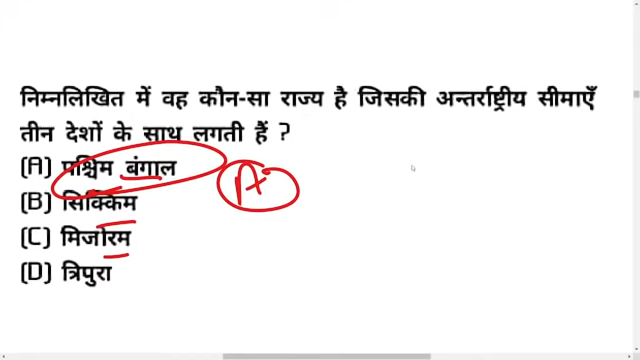 निम्नलिखित में वह कौन-सा राज्य है जिसकी अन्तर्राष्ट्रीय सीमाएँ
तीन देशों के साथ लगती हैं ?
(A) पश्चिम बंगाल
A
(B) सिक्किम
(C) मिजोरम
(D) त्रिपुरा